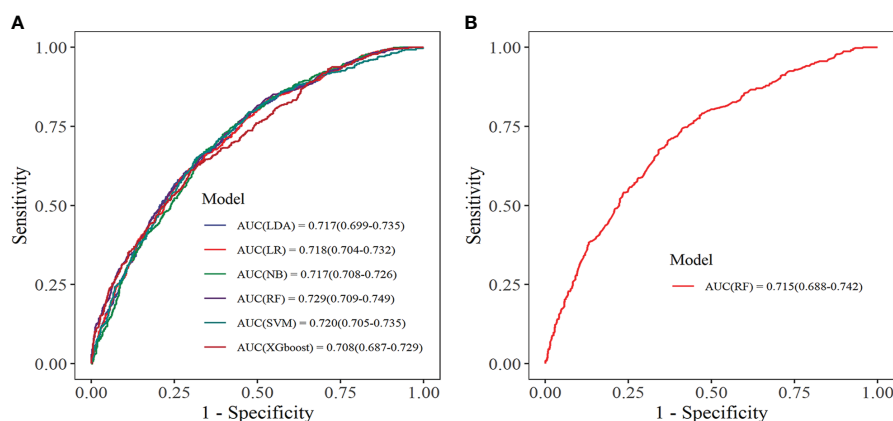 A
Sensitivity
1.00
0.75
0.50
0.25
0.00
Model
AUC(LDA) = 0.717(0.699-0.735)
AUC(LR) = 0.718(0.704-0.732)
AUC(NB) = 0.717(0.708-0.726)
AUC(RF) = 0.729(0.709-0.749)
AUC(SVM) = 0.720(0.705-0.735)
AUC(XGboost) = 0.708(0.687-0.729)
0.00 0.25 0.50 0.75 1.00
1 - Specificity
B
Sensitivity
1.00
0.75
0.50
0.25
0.00
Model
AUC(RF) = 0.715(0.688-0.742)
0.00 0.25 0.50 0.75 1.00
1 - Specificity